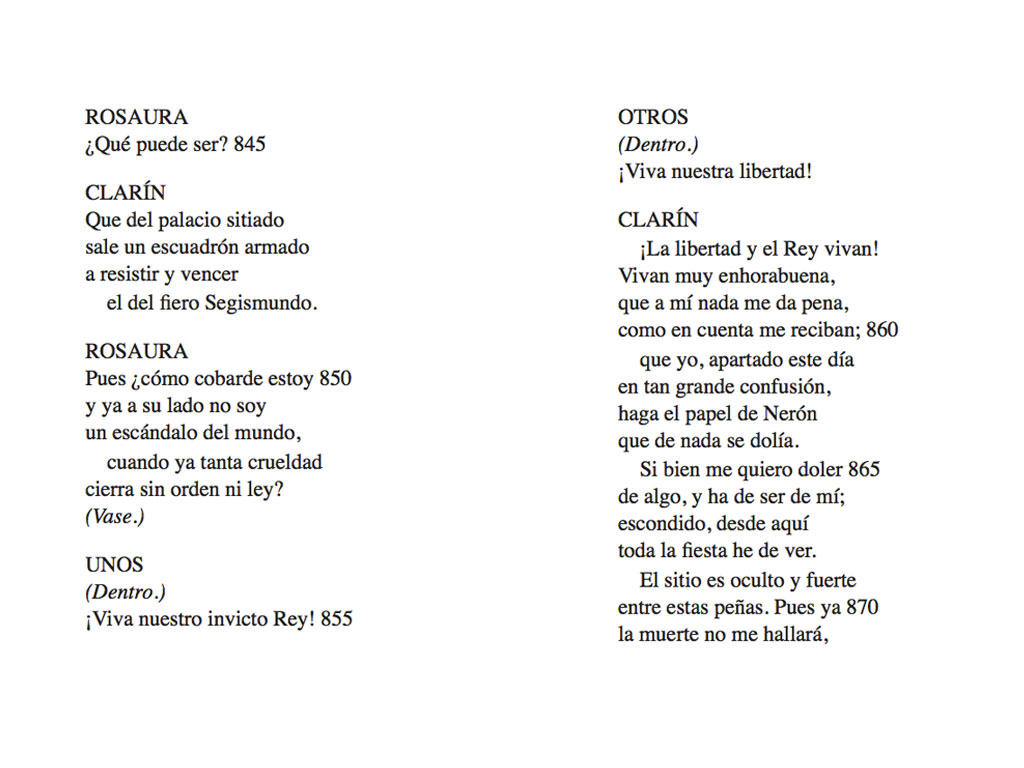 ROSAURA
¿Qué puede ser? 845
CLARÍN
Que del palacio sitiado
sale un escuadrón armado
a resistir y vencer
el del fiero Segismundo.
ROSAURA
Pues ¿cómo cobarde estoy 850
y ya a su lado no soy
un escándalo del mundo,
cuando ya tanta crueldad
cierra sin orden ni ley?
(Vase.)
UNOS
(Dentro.)
¡Viva nuestro invicto Rey! 855
OTROS
(Dentro.)
¡Viva nuestra libertad!
CLARÍN
¡La libertad y el Rey vivan!
Vivan muy enhorabuena,
que a mí nada me da pena,
como en cuenta me reciban; 860
que yo, apartado este día
en tan grande confusión,
haga el papel de Nerón
que de nada se dolía.
Si bien me quiero doler 865
de algo, y ha de ser de mí;
escondido, desde aquí
toda la fiesta he de ver.
El sitio es oculto y fuerte
entre estas peñas. Pues ya 870
la muerte no me hallará,